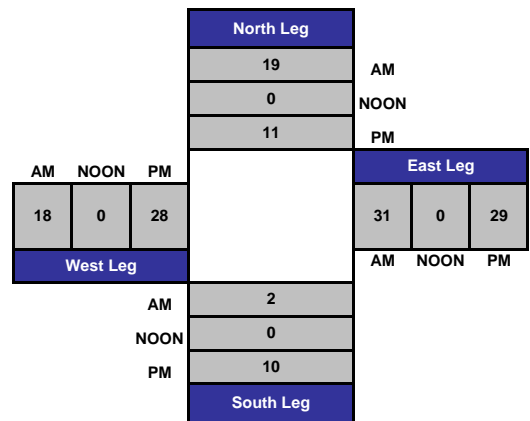 North Leg
19 AM
0 NOON
11 PM
AM NOON PM
East Leg
18 0 28
31 0 29
West Leg
AM NOON PM
AM 2
NOON 0
PM 10
South Leg